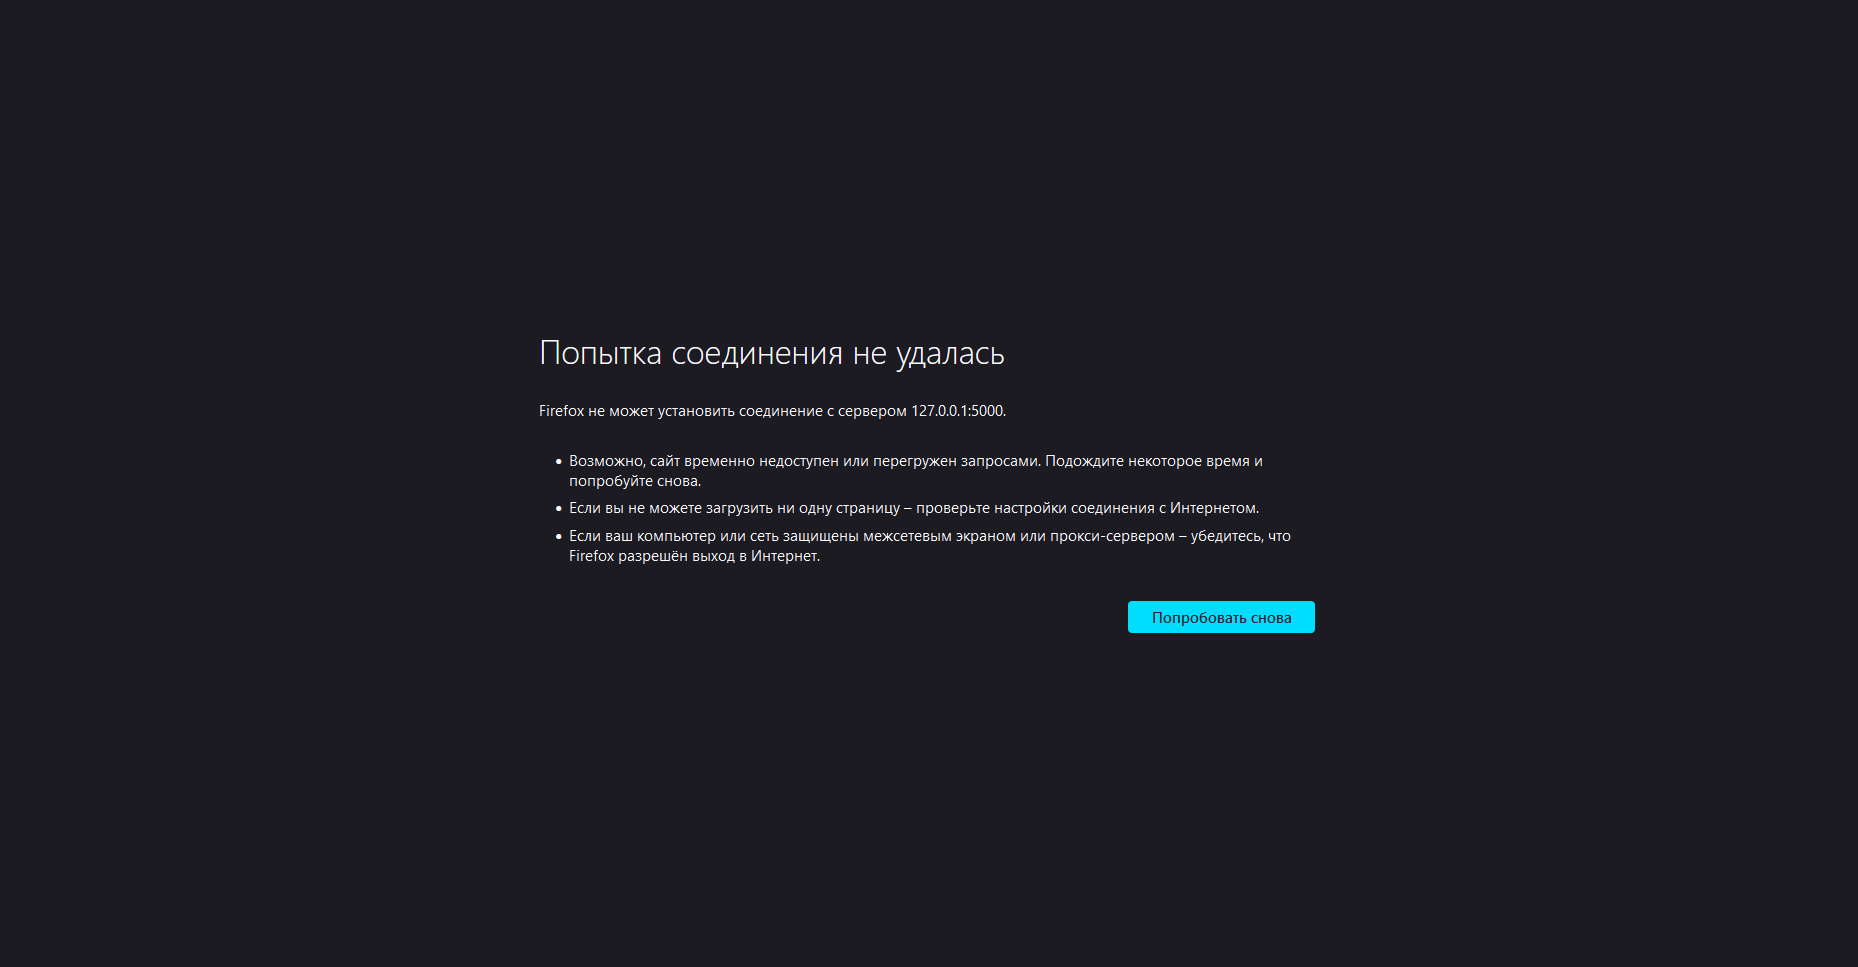 Попытка соединения не удалась
Firefox не может установить соединение с сервером 127.0.0.1:5000.
• Возможно, сайт временно недоступен или перегружен запросами. Подождите некоторое время и
попробуйте снова.
• Если вы не можете загрузить ни одну страницу – проверьте настройки соединения с Интернетом.
• Если ваш компьютер или сеть защищены межсетевым экраном или прокси-сервером – убедитесь, что
Firefox разрешён выход в Интернет.
Попробовать снова